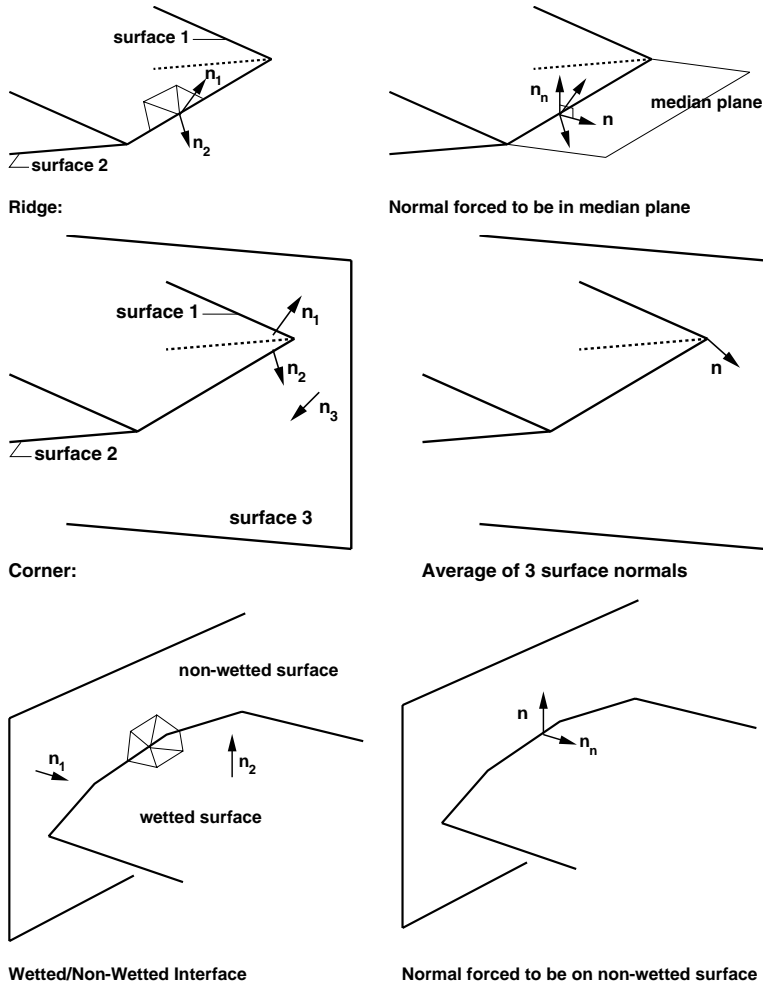 surface 1
n1
n2
surface 2
Ridge:
nn
n
median plane
Normal forced to be in median plane
surface 1
n1
n2
n3
surface 2
surface 3
Corner:
n
Average of 3 surface normals
non-wetted surface
n1
n2
wetted surface
Wetted/Non-Wetted Interface
n
nn
Normal forced to be on non-wetted surface